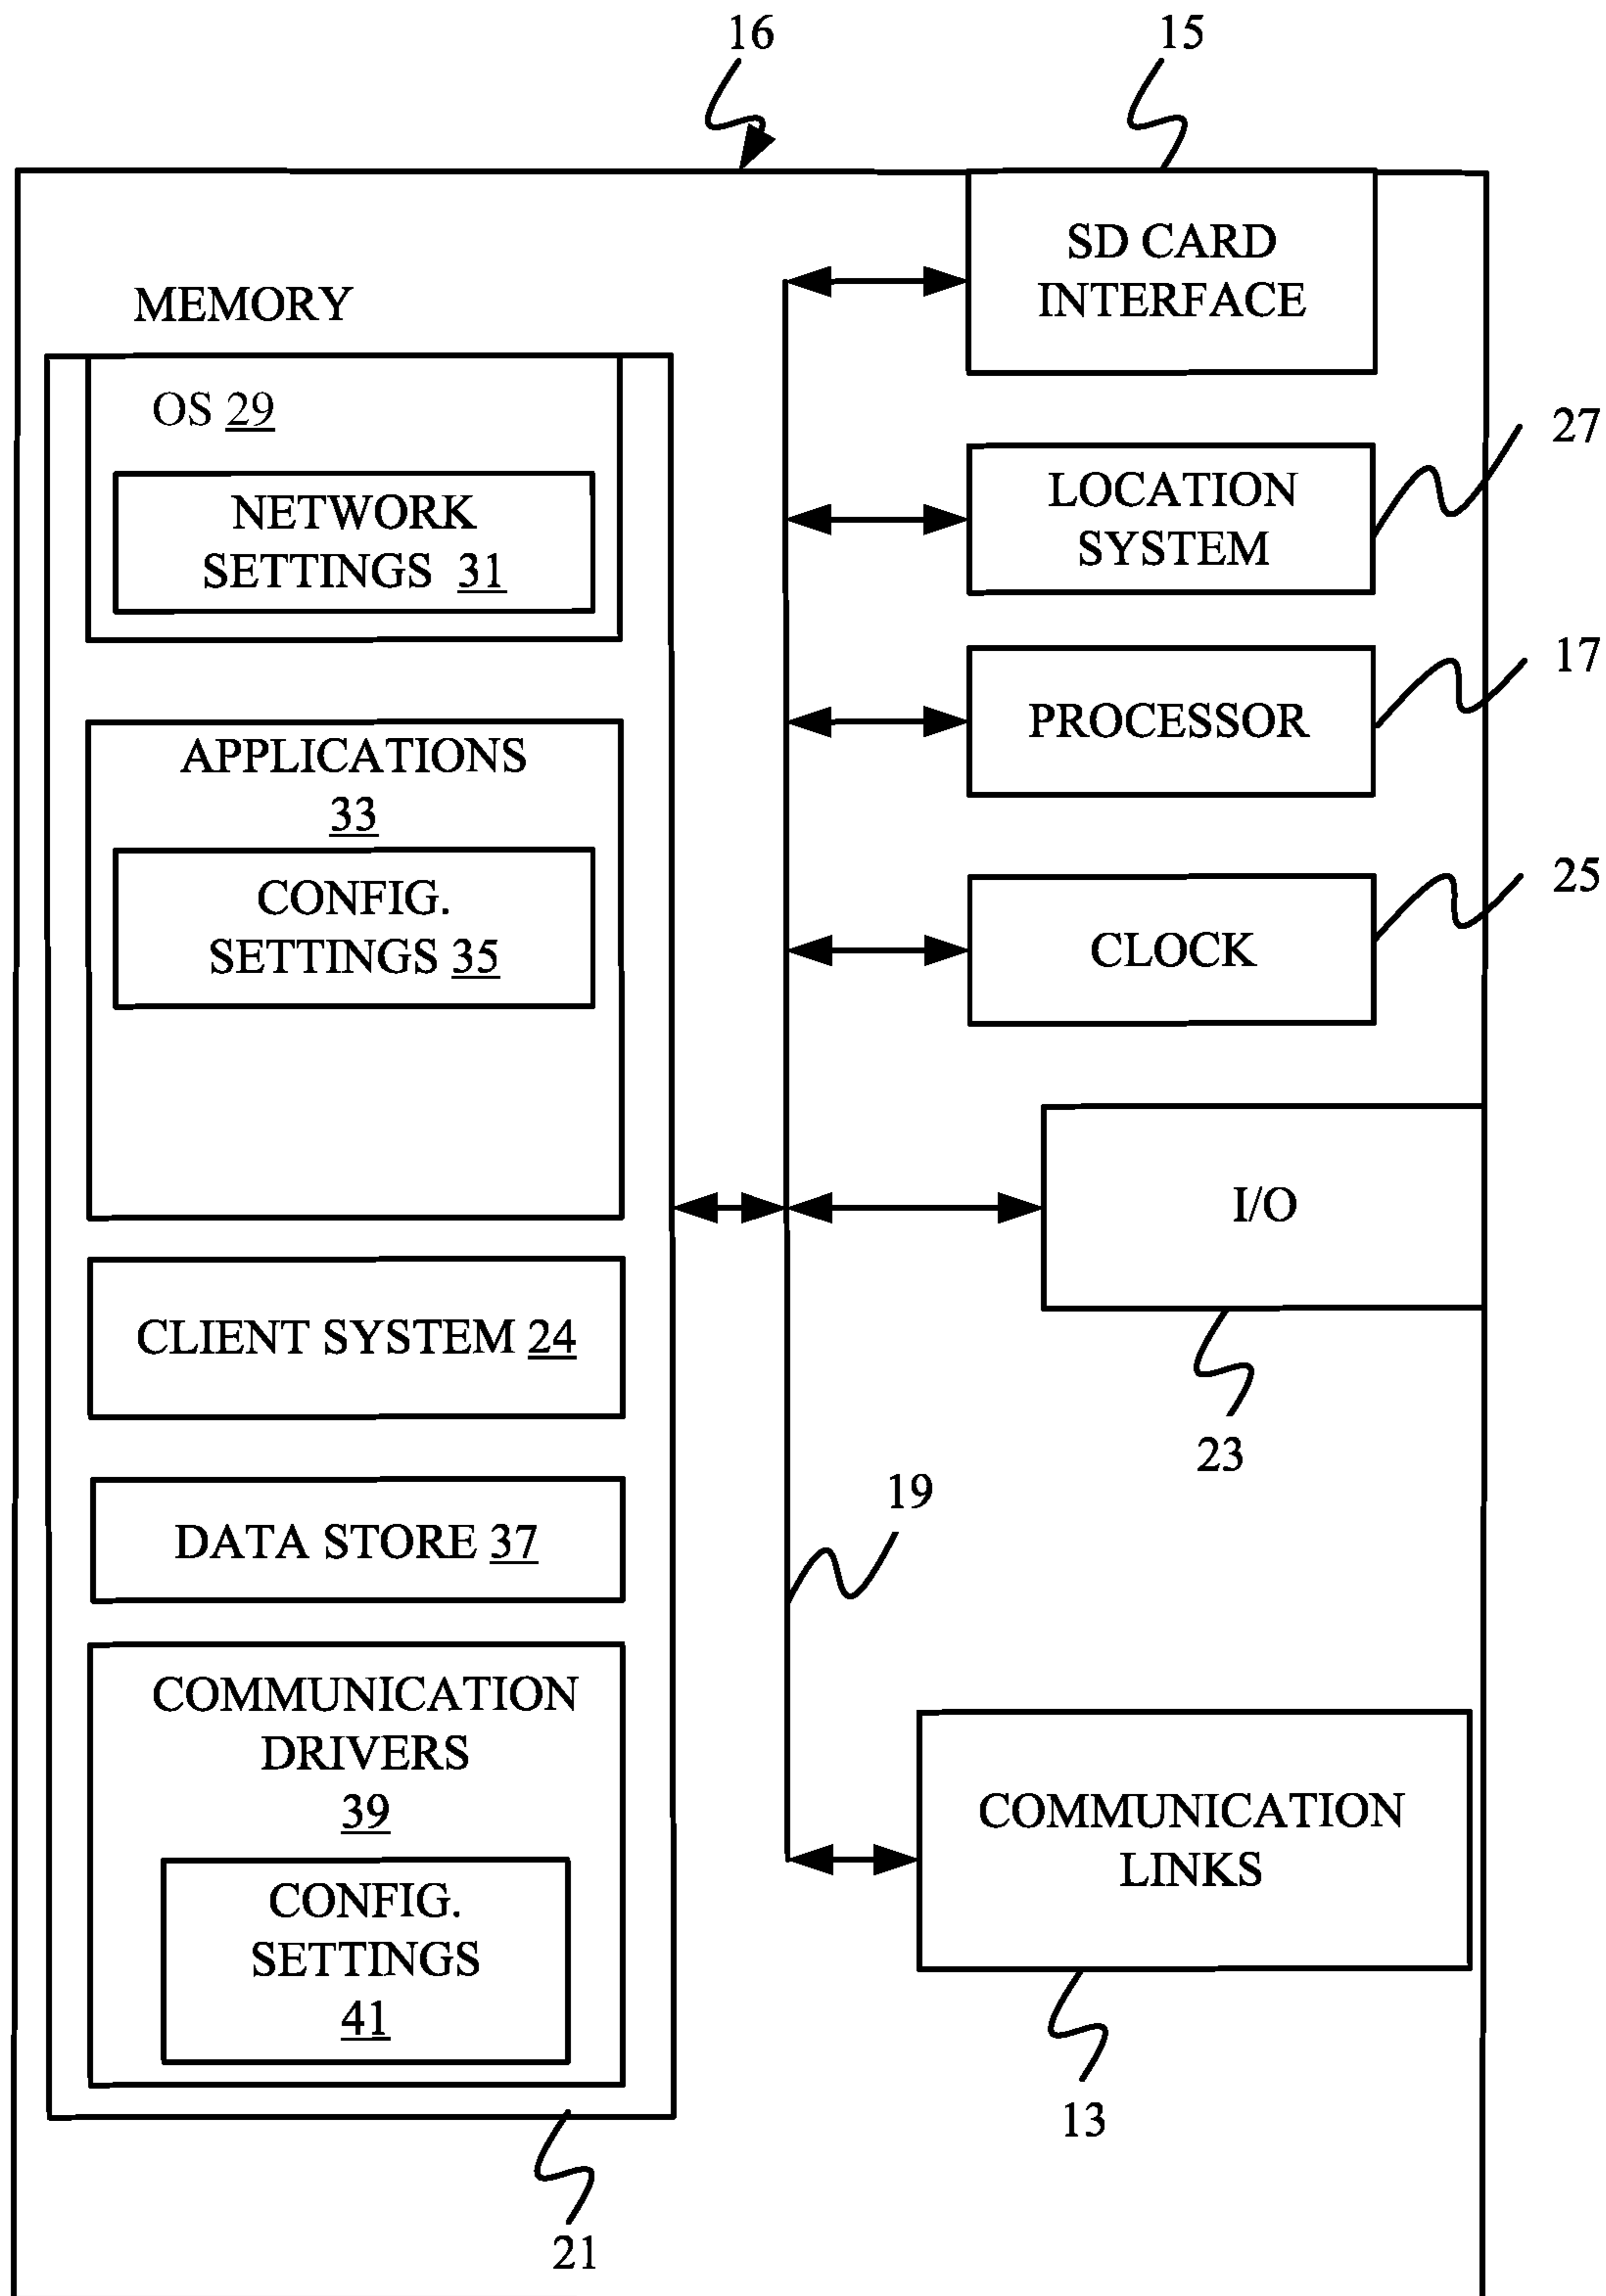 16
15
SD CARD
INTERFACE
MEMORY
OS 29
27
NETWORK
SETTINGS 31
LOCATION
SYSTEM
17
PROCESSOR
APPLICATIONS
33
CONFIG.
SETTINGS 35
25
CLOCK
I/O
CLIENT SYSTEM 24
23
19
DATA STORE 37
COMMUNICATION
DRIVERS
39
COMMUNICATION
LINKS
CONFIG.
SETTINGS
41
13
21